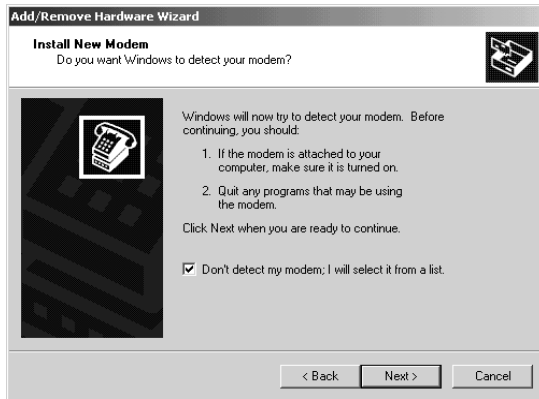 Add/Remove Hardware Wizard
Install New Modem
Do you want Windows to detect your modem?
Windows will now try to detect your modem. Before
continuing, you should:
1. If the modem is attached to your
computer, make sure it is turned on.
2. Quit any programs that may be using
the modem.
Click Next when you are ready to continue.
Don't detect my modem; I will select it from a list.
< Back Next > Cancel